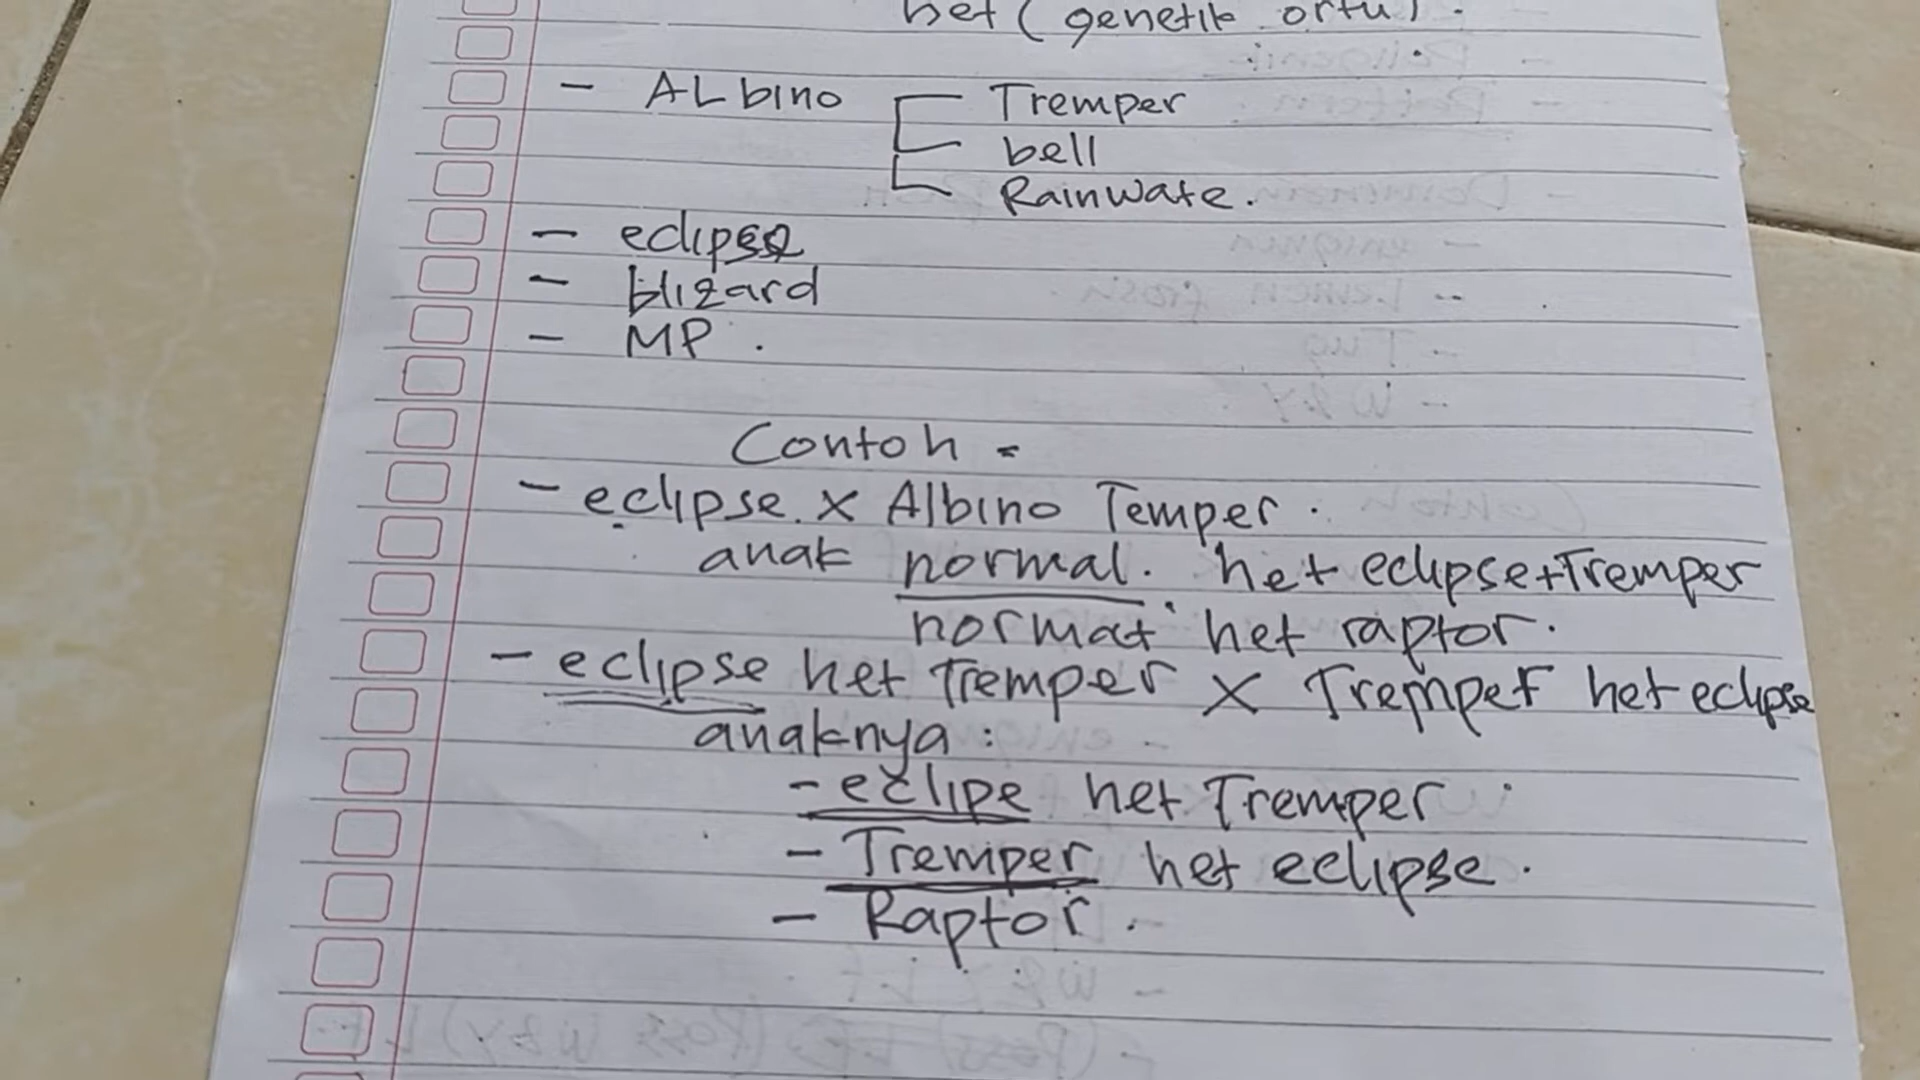 het (genetik ortu).
- ALbino Tremper
bell
Rainwate.
- eclipse
- blizard
- MP.
Contoh =
- eclipse x Albino Temper.
anak normal. het eclipse+Tremper
normat het raptor.
- eclipse het Tremper X Tremper het eclipse
anaknya:
- eclipe het Tremper
- Tremper het eclipse.
- Raptor.